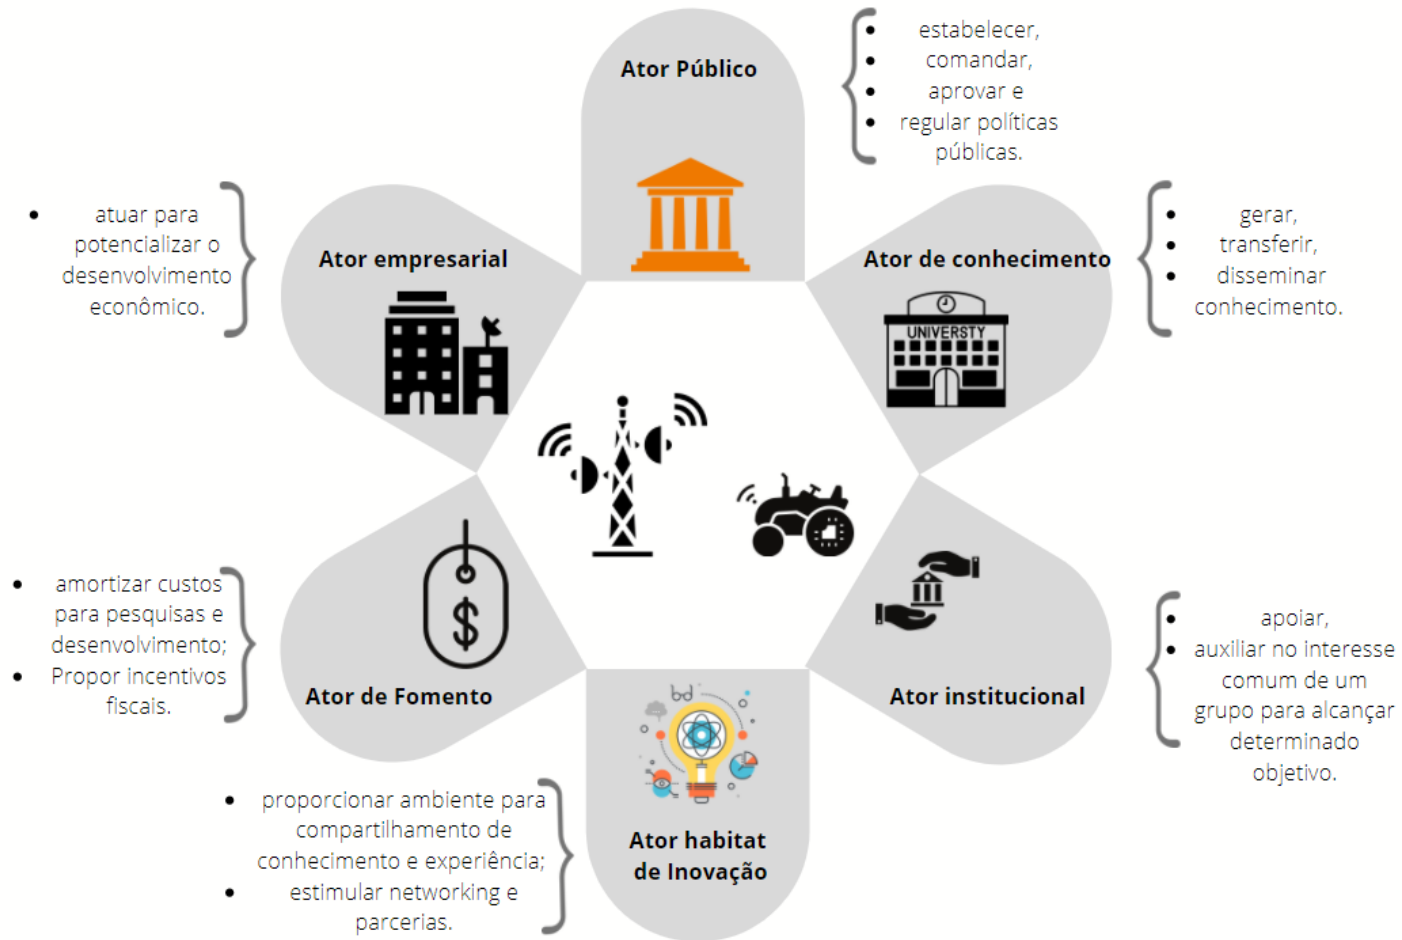 Ator Público
• estabelecer,
• comandar,
• aprovar e
• regular políticas
públicas.
• atuar para
potencializar o
desenvolvimento
econômico.
Ator empresarial
Ator de conhecimento
UNIVERSTY
• gerar,
• transferir,
• disseminar
conhecimento.
• amortizar custos
para pesquisas e
desenvolvimento;
• Propor incentivos
fiscais.
$
Ator de Fomento
Ator institucional
• apoiar,
• auxiliar no interesse
comum de um
grupo para alcançar
determinado
objetivo.
• proporcionar ambiente para
compartilhamento de
conhecimento e experiência;
• estimular networking e
parcerias.
Ator habitat
de Inovação